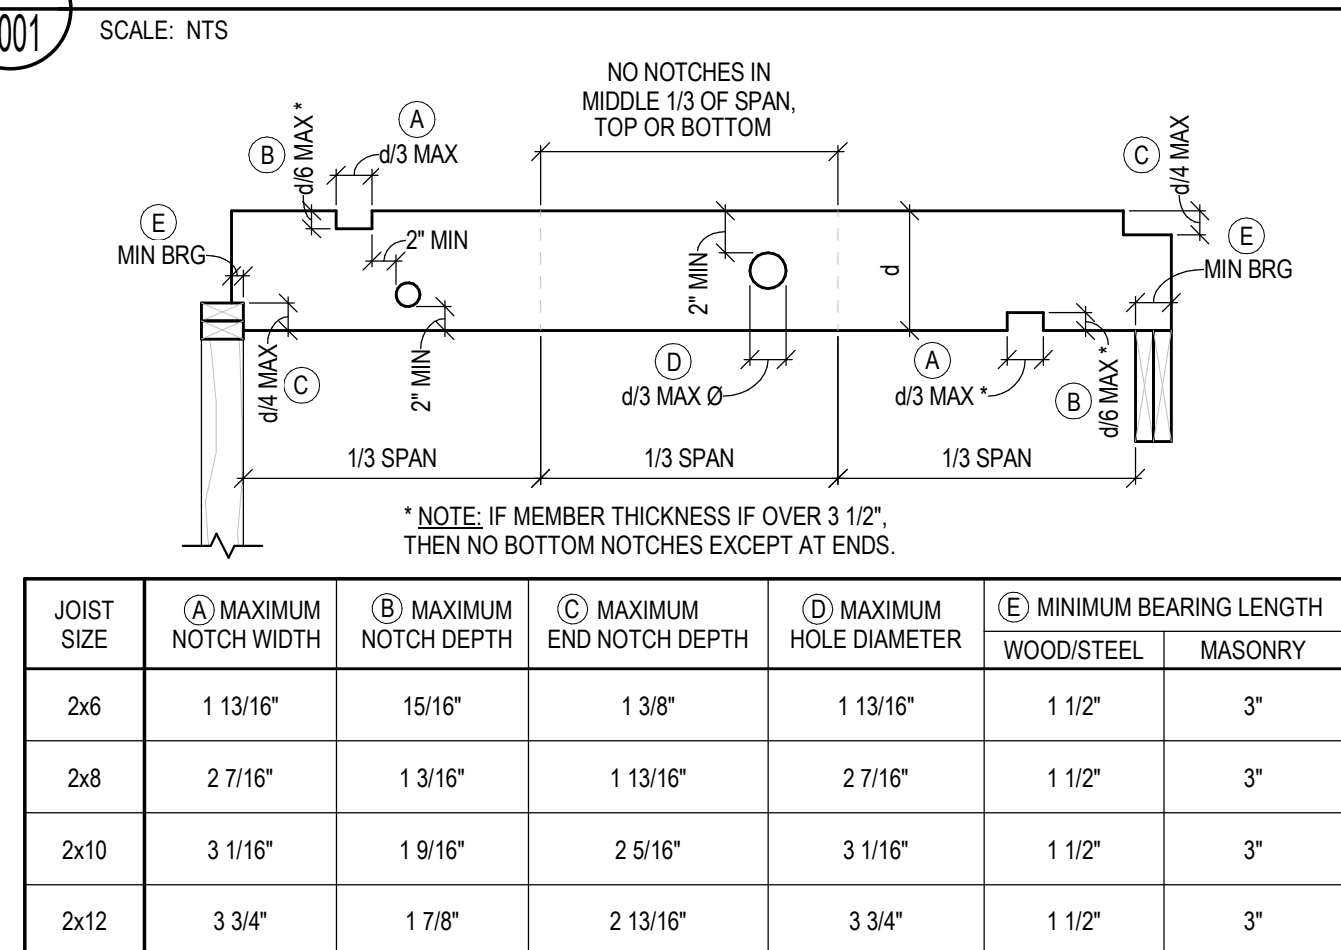 001
SCALE: NTS
NO NOTCHES IN
MIDDLE 1/3 OF SPAN,
TOP OR BOTTOM
A
d/3 MAX
B
d/6 MAX *
C
d/4 MAX
E
MIN BRG
2" MIN
2" MIN
d
E
MIN BRG
d/4 MAX
C
2" MIN
D
d/3 MAX Ø
A
d/3 MAX *
B
d/6 MAX *
1/3 SPAN
1/3 SPAN
1/3 SPAN
* NOTE: IF MEMBER THICKNESS IF OVER 3 1/2",
THEN NO BOTTOM NOTCHES EXCEPT AT ENDS.
JOIST
SIZE
A MAXIMUM
NOTCH WIDTH
B MAXIMUM
NOTCH DEPTH
C MAXIMUM
END NOTCH DEPTH
D MAXIMUM
HOLE DIAMETER
E MINIMUM BEARING LENGTH
WOOD/STEEL MASONRY
2x6 1 13/16" 15/16" 1 3/8" 1 13/16" 1 1/2" 3"
2x8 2 7/16" 1 3/16" 1 13/16" 2 7/16" 1 1/2" 3"
2x10 3 1/16" 1 9/16" 2 5/16" 3 1/16" 1 1/2" 3"
2x12 3 3/4" 1 7/8" 2 13/16" 3 3/4" 1 1/2" 3"